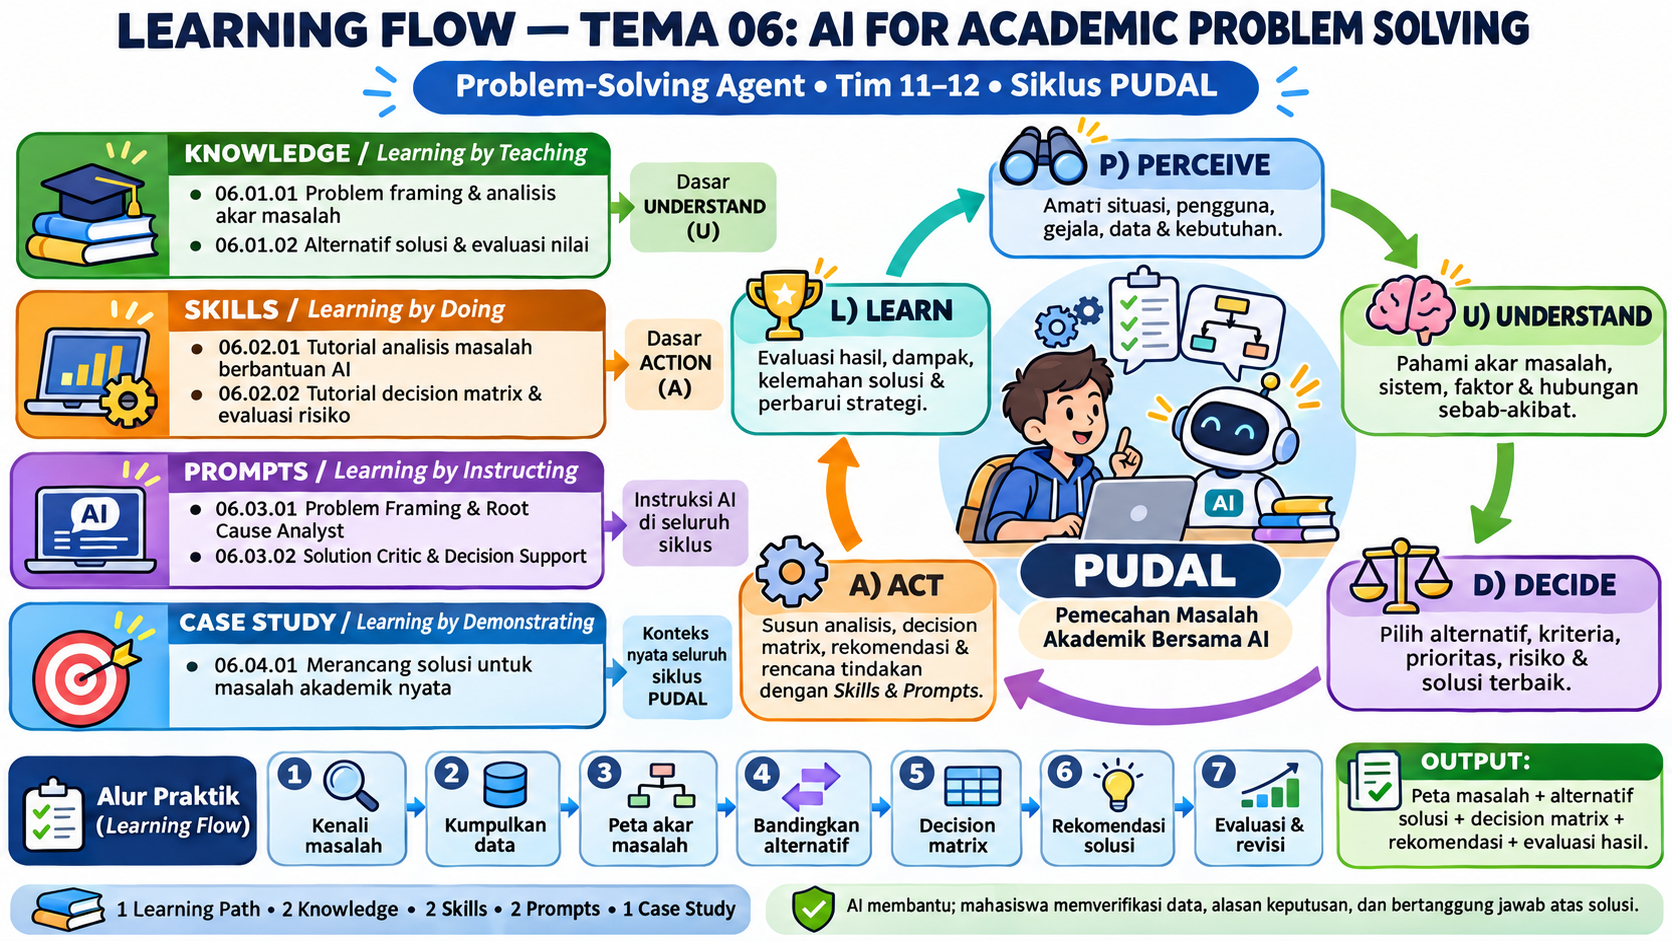 LEARNING FLOW — TEMA 06: AI FOR ACADEMIC PROBLEM SOLVING
Problem-Solving Agent • Tim 11–12 • Siklus PUDAL
KNOWLEDGE / Learning by Teaching
• 06.01.01 Problem framing & analisis
akar masalah
• 06.01.02 Alternatif solusi & evaluasi nilai
Dasar
UNDERSTAND
(U)
SKILLS / Learning by Doing
• 06.02.01 Tutorial analisis masalah
berbantuan AI
• 06.02.02 Tutorial decision matrix &
evaluasi risiko
Dasar
ACTION
(A)
PROMPTS / Learning by Instructing
AI
• 06.03.01 Problem Framing & Root
Cause Analyst
• 06.03.02 Solution Critic & Decision Support
Instruksi AI
di seluruh
siklus
CASE STUDY / Learning by Demonstrating
• 06.04.01 Merancang solusi untuk
masalah akademik nyata
Konteks
nyata seluruh
siklus
PUDAL
P) PERCEIVE
Amati situasi, pengguna,
gejala, data & kebutuhan.
U) UNDERSTAND
Pahami akar masalah,
sistem, faktor & hubungan
sebab-akibat.
D) DECIDE
Pilih alternatif, kriteria,
prioritas, risiko &
solusi terbaik.
A) ACT
Susun analisis, decision
matrix, rekomendasi &
rencana tindakan
dengan Skills & Prompts.
L) LEARN
Evaluasi hasil, dampak,
kelemahan solusi &
perbarui strategi.
AI
PUDAL
Pemecahan Masalah
Akademik Bersama AI
Alur Praktik
(Learning Flow)
1
Kenali
masalah
2
Kumpulkan
data
3
Peta akar
masalah
4
Bandingkan
alternatif
5
Decision
matrix
6
Rekomendasi
solusi
7
Evaluasi &
revisi
OUTPUT:
Peta masalah + alternatif
solusi + decision matrix +
rekomendasi + evaluasi hasil.
1 Learning Path • 2 Knowledge • 2 Skills • 2 Prompts • 1 Case Study
AI membantu; mahasiswa memverifikasi data, alasan keputusan, dan bertanggung jawab atas solusi.